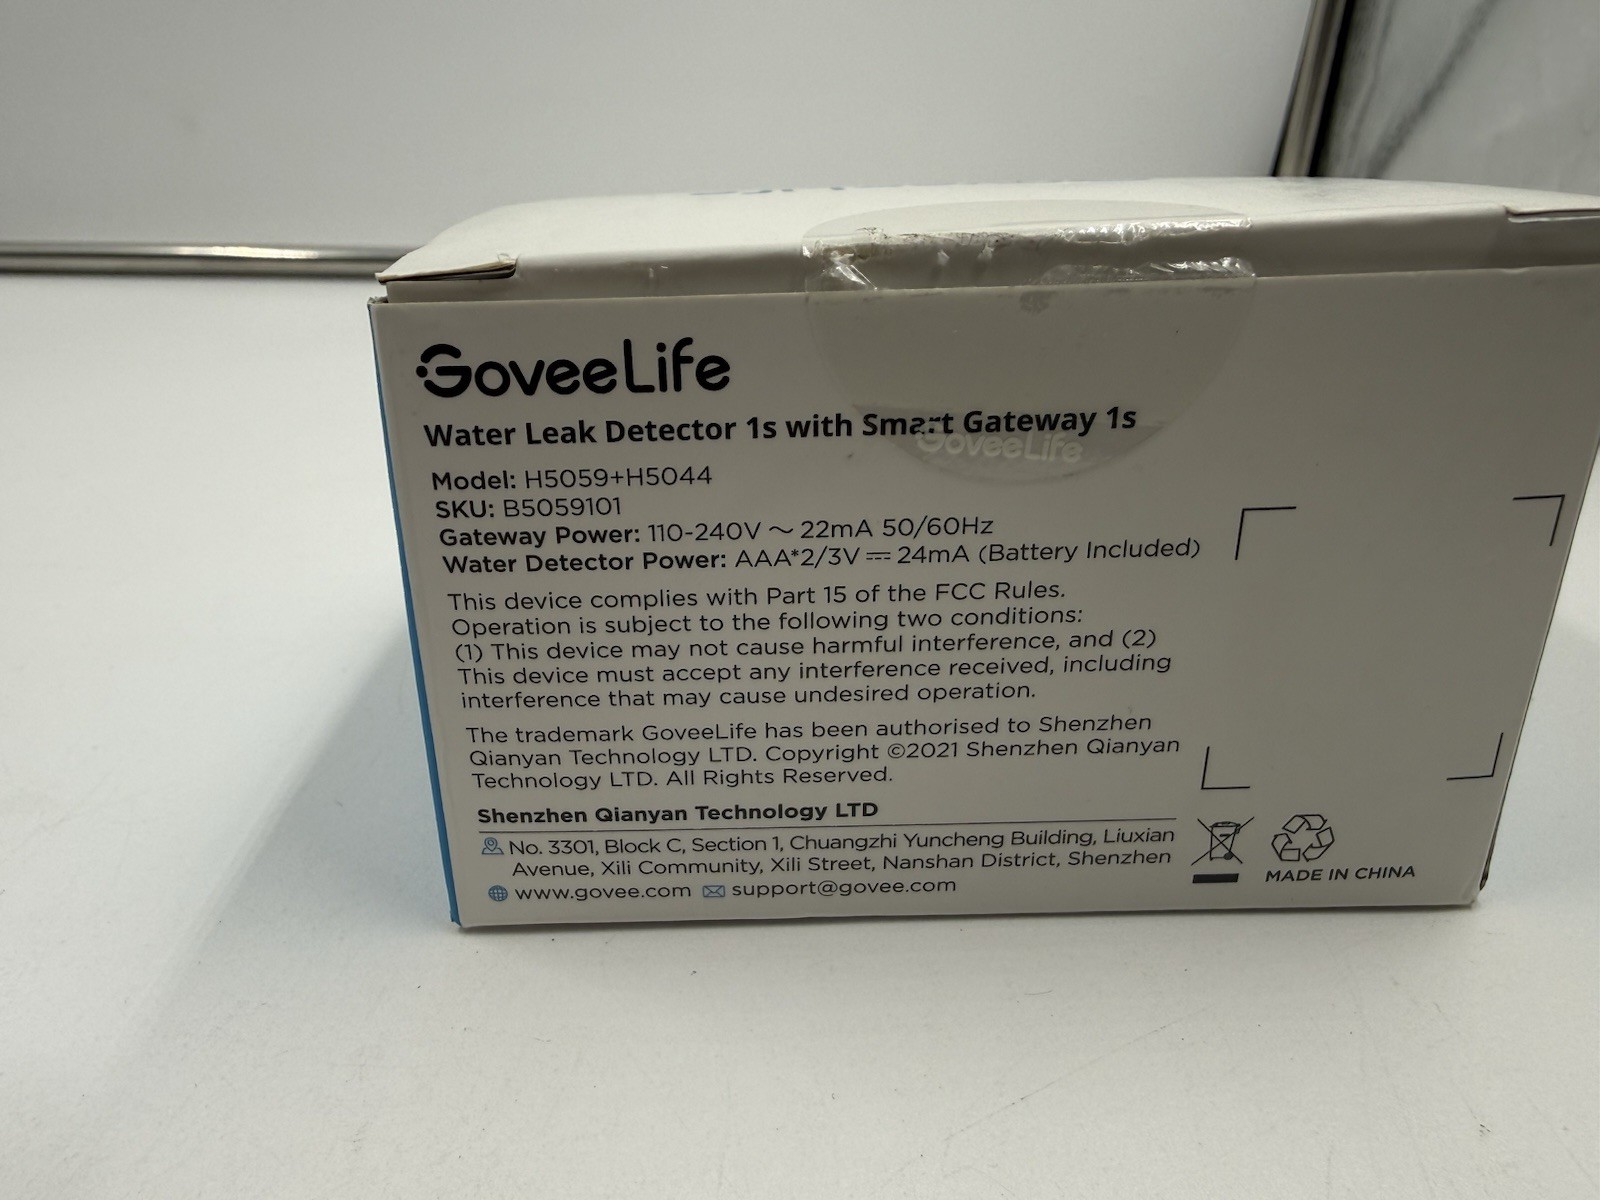 GoveeLife
Water Leak Detector 1s with Smart Gateway 1s
GoveeLife
Model: H5059+H5044
SKU: B5059101
Gateway Power: 110-240V ~ 22mA 50/60Hz
Water Detector Power: AAA*2/3V ⎓ 24mA (Battery Included)
This device complies with Part 15 of the FCC Rules.
Operation is subject to the following two conditions:
(1) This device may not cause harmful interference, and (2)
This device must accept any interference received, including
interference that may cause undesired operation.
The trademark GoveeLife has been authorised to Shenzhen
Qianyan Technology LTD. Copyright ©2021 Shenzhen Qianyan
Technology LTD. All Rights Reserved.
Shenzhen Qianyan Technology LTD
No. 3301, Block C, Section 1, Chuangzhi Yuncheng Building, Liuxian
Avenue, Xili Community, Xili Street, Nanshan District, Shenzhen
www.govee.com support@govee.com
MADE IN CHINA